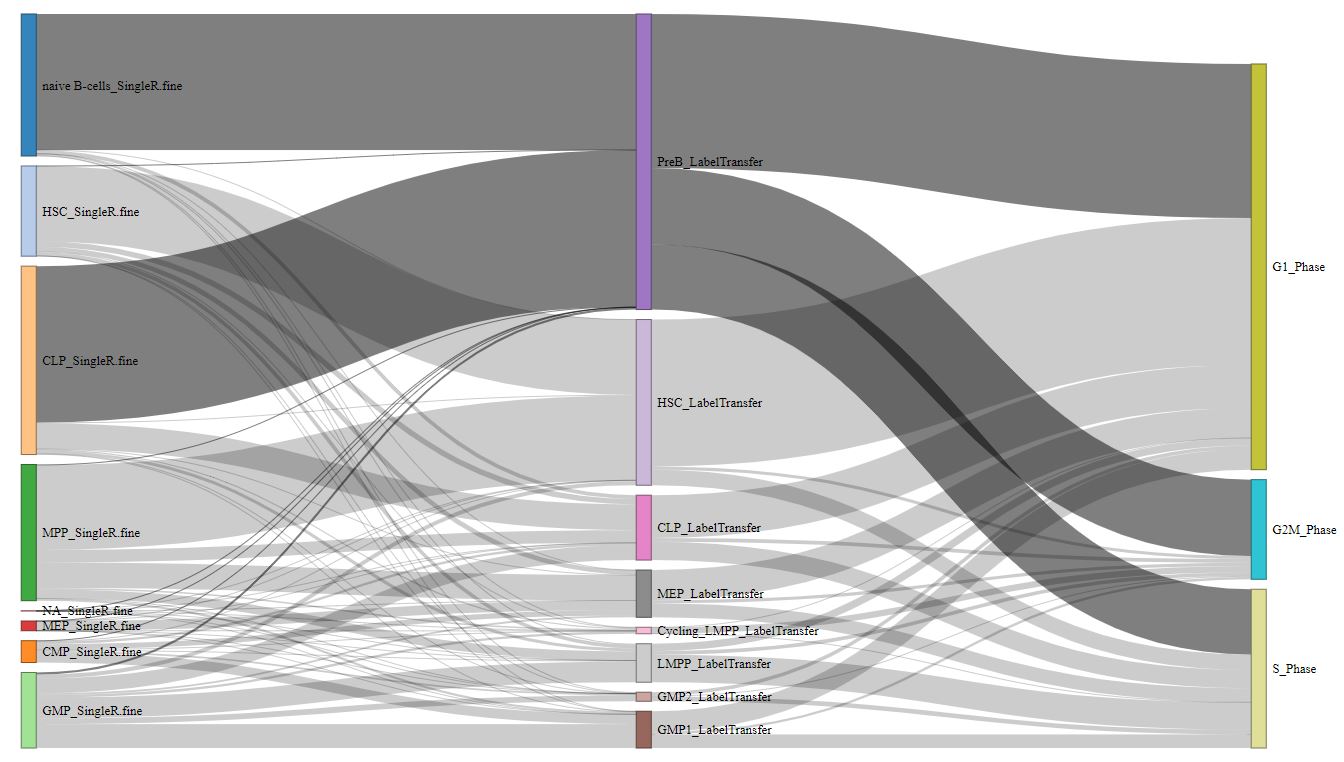 naive B-cells_SingleR.fine
HSC_SingleR.fine
CLP_SingleR.fine
MPP_SingleR.fine
NA_SingleR.fine
MEP_SingleR.fine
CMP_SingleR.fine
GMP_SingleR.fine
PreB_LabelTransfer
HSC_LabelTransfer
CLP_LabelTransfer
MEP_LabelTransfer
Cycling_LMPP_LabelTransfer
LMPP_LabelTransfer
GMP2_LabelTransfer
GMP1_LabelTransfer
G1_Phase
G2M_Phase
S_Phase